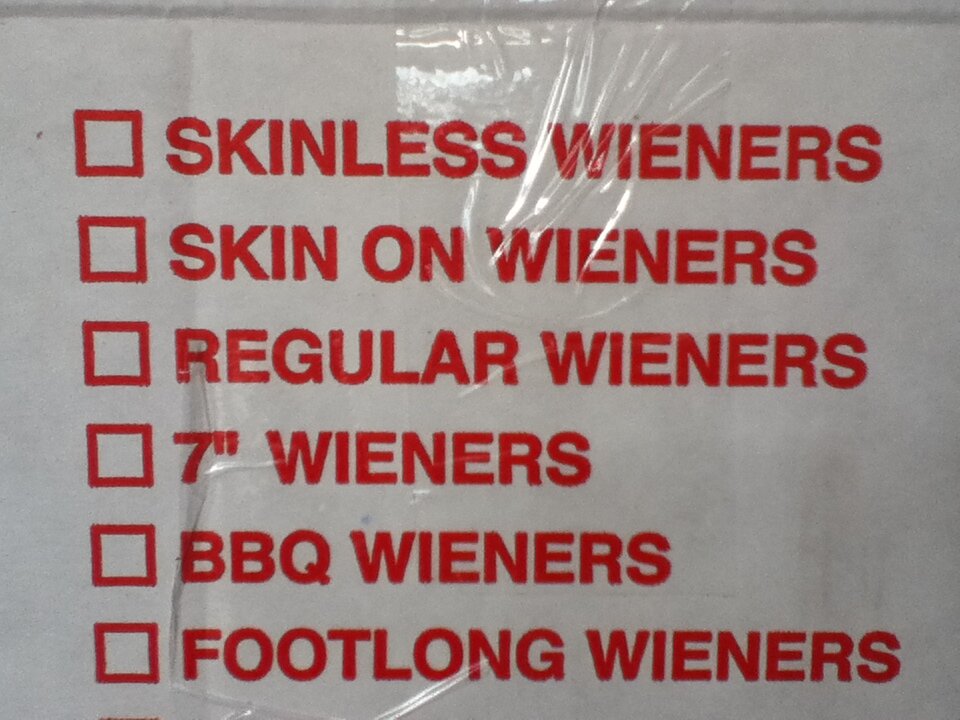 SKINLESS WIENERS
SKIN ON WIENERS
REGULAR WIENERS
7" WIENERS
BBQ WIENERS
FOOTLONG WIENERS